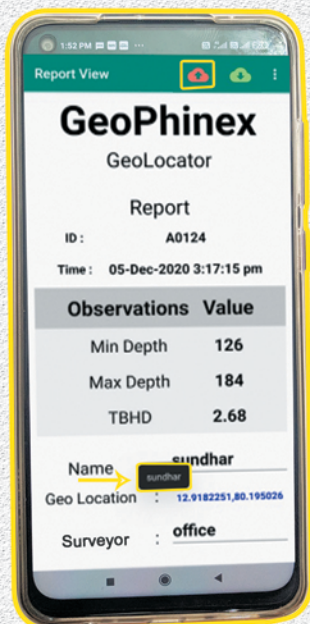 1:52 PM
Report View
GeoPhinex
GeoLocator
Report
ID : A0124
Time : 05-Dec-2020 3:17:15 pm
Observations Value
Min Depth 126
Max Depth 184
TBHD 2.68
Name sundhar
sundhar
Geo Location : 12.9182251,80.195026
Surveyor : office